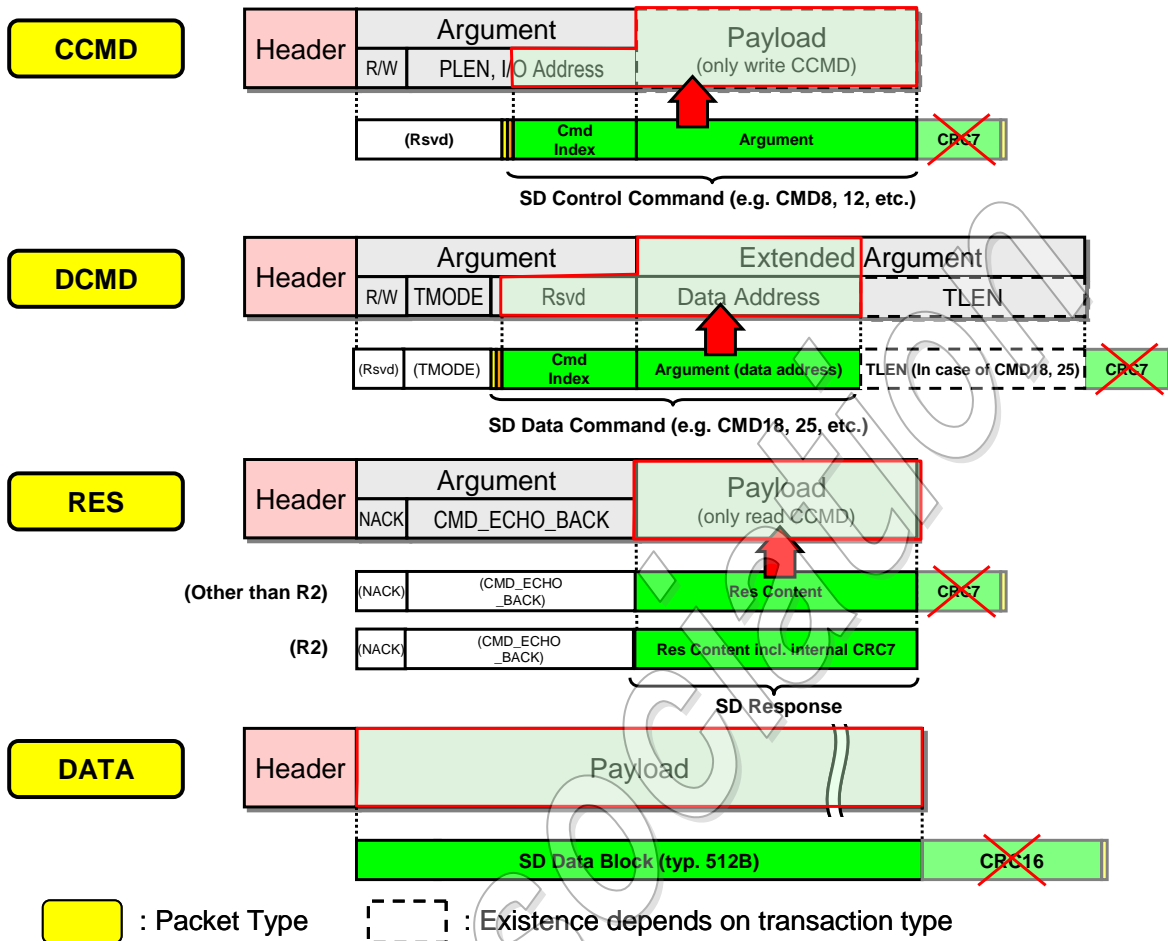 CCMD
Header
Argument
R/W
PLEN, I/O Address
Payload
(only write CCMD)
(Rsvd)
Cmd
Index
Argument
CRC7
SD Control Command (e.g. CMD8, 12, etc.)
DCMD
Header
Argument
Extended Argument
R/W
TMODE
Rsvd
Data Address
TLEN
(Rsvd)
(TMODE)
Cmd
Index
Argument (data address)
TLEN (In case of CMD18, 25)
CRC7
SD Data Command (e.g. CMD18, 25, etc.)
RES
Header
Argument
NACK
CMD_ECHO_BACK
Payload
(only read CCMD)
(Other than R2)
(NACK)
(CMD_ECHO
_BACK)
Res Content
CRC7
(R2)
(NACK)
(CMD_ECHO
_BACK)
Res Content incl. internal CRC7
SD Response
DATA
Header
Payload
SD Data Block (typ. 512B)
CRC16
: Packet Type
: Existence depends on transaction type
sociation